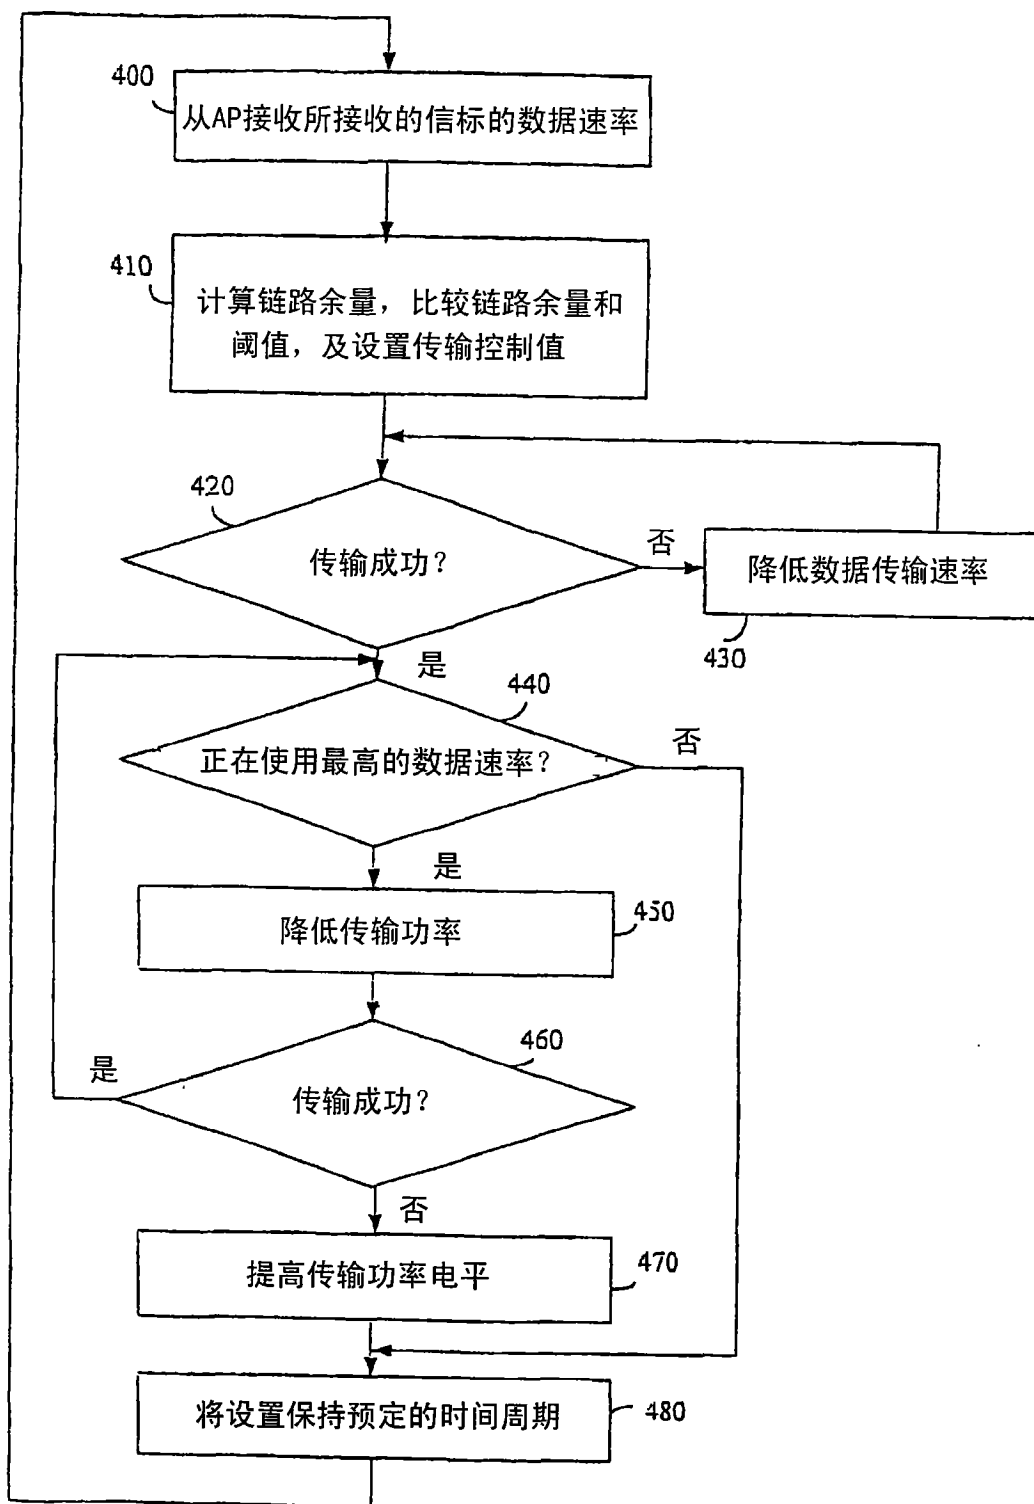 400
从AP接收所接收的信标的数据速率
410
计算链路余量，比较链路余量和
阈值，及设置传输控制值
420
传输成功？
否
降低数据传输速率
430
是
440
正在使用最高的数据速率？
否
是
降低传输功率
450
460
是
传输成功？
否
提高传输功率电平
470
将设置保持预定的时间周期
480